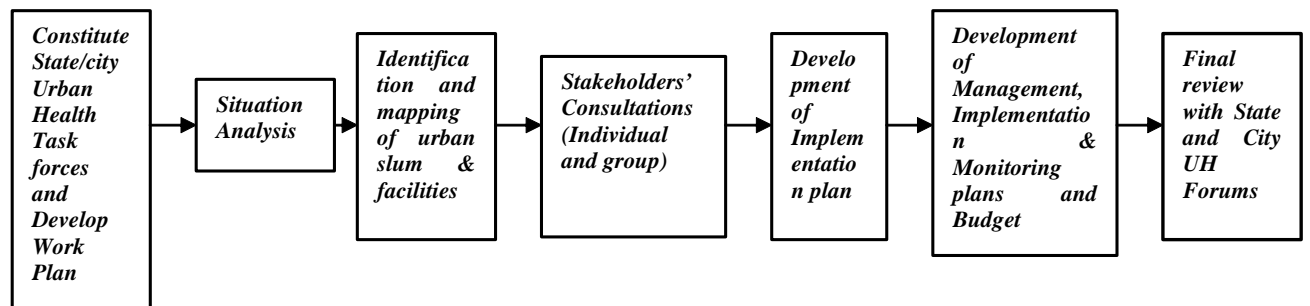 Constitute
State/city
Urban
Health
Task
forces
and
Develop
Work
Plan
Situation
Analysis
Identifica
tion and
mapping
of urban
slum &
facilities
Stakeholders’
Consultations
(Individual
and group)
Develo
pment
of
Implem
entatio
n plan
Development
of
Management,
Implementatio
n &
Monitoring
plans and
Budget
Final
review
with State
and City
UH
Forums